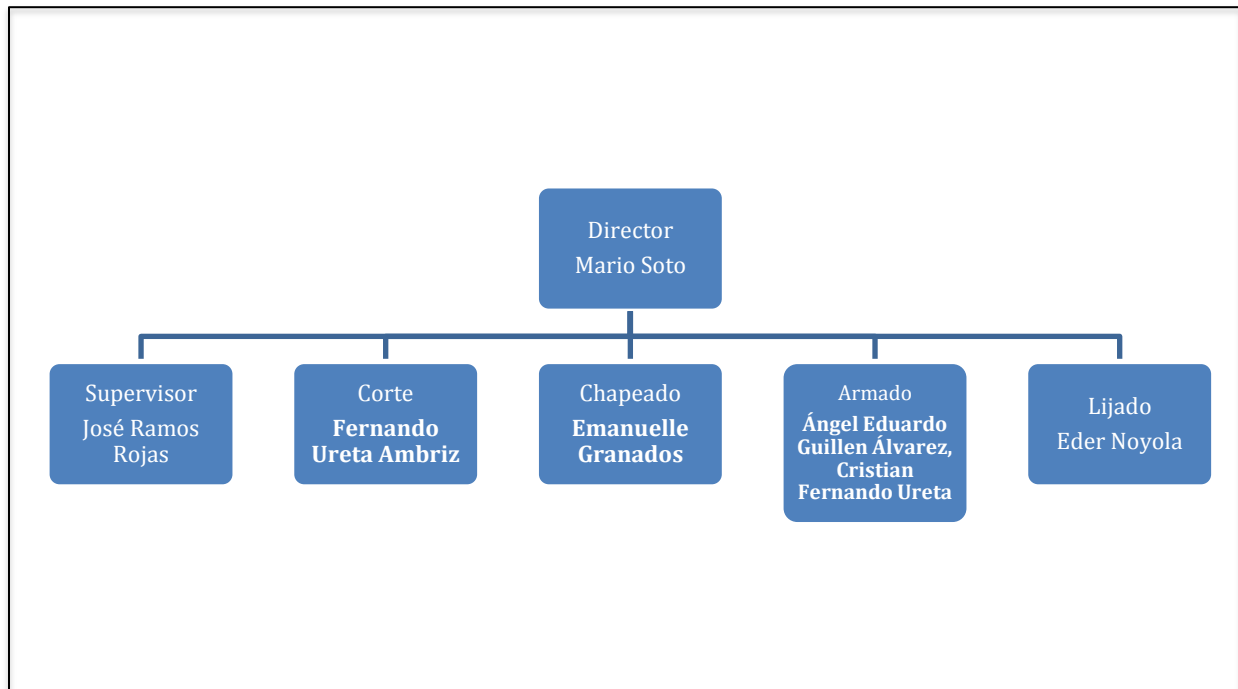 Director
Mario Soto
Supervisor
José Ramos
Rojas
Corte
Fernando
Ureta Ambriz
Chapeado
Emanuelle
Granados
Armado
Ángel Eduardo
Guillen Álvarez,
Cristian
Fernando Ureta
Lijado
Eder Noyola